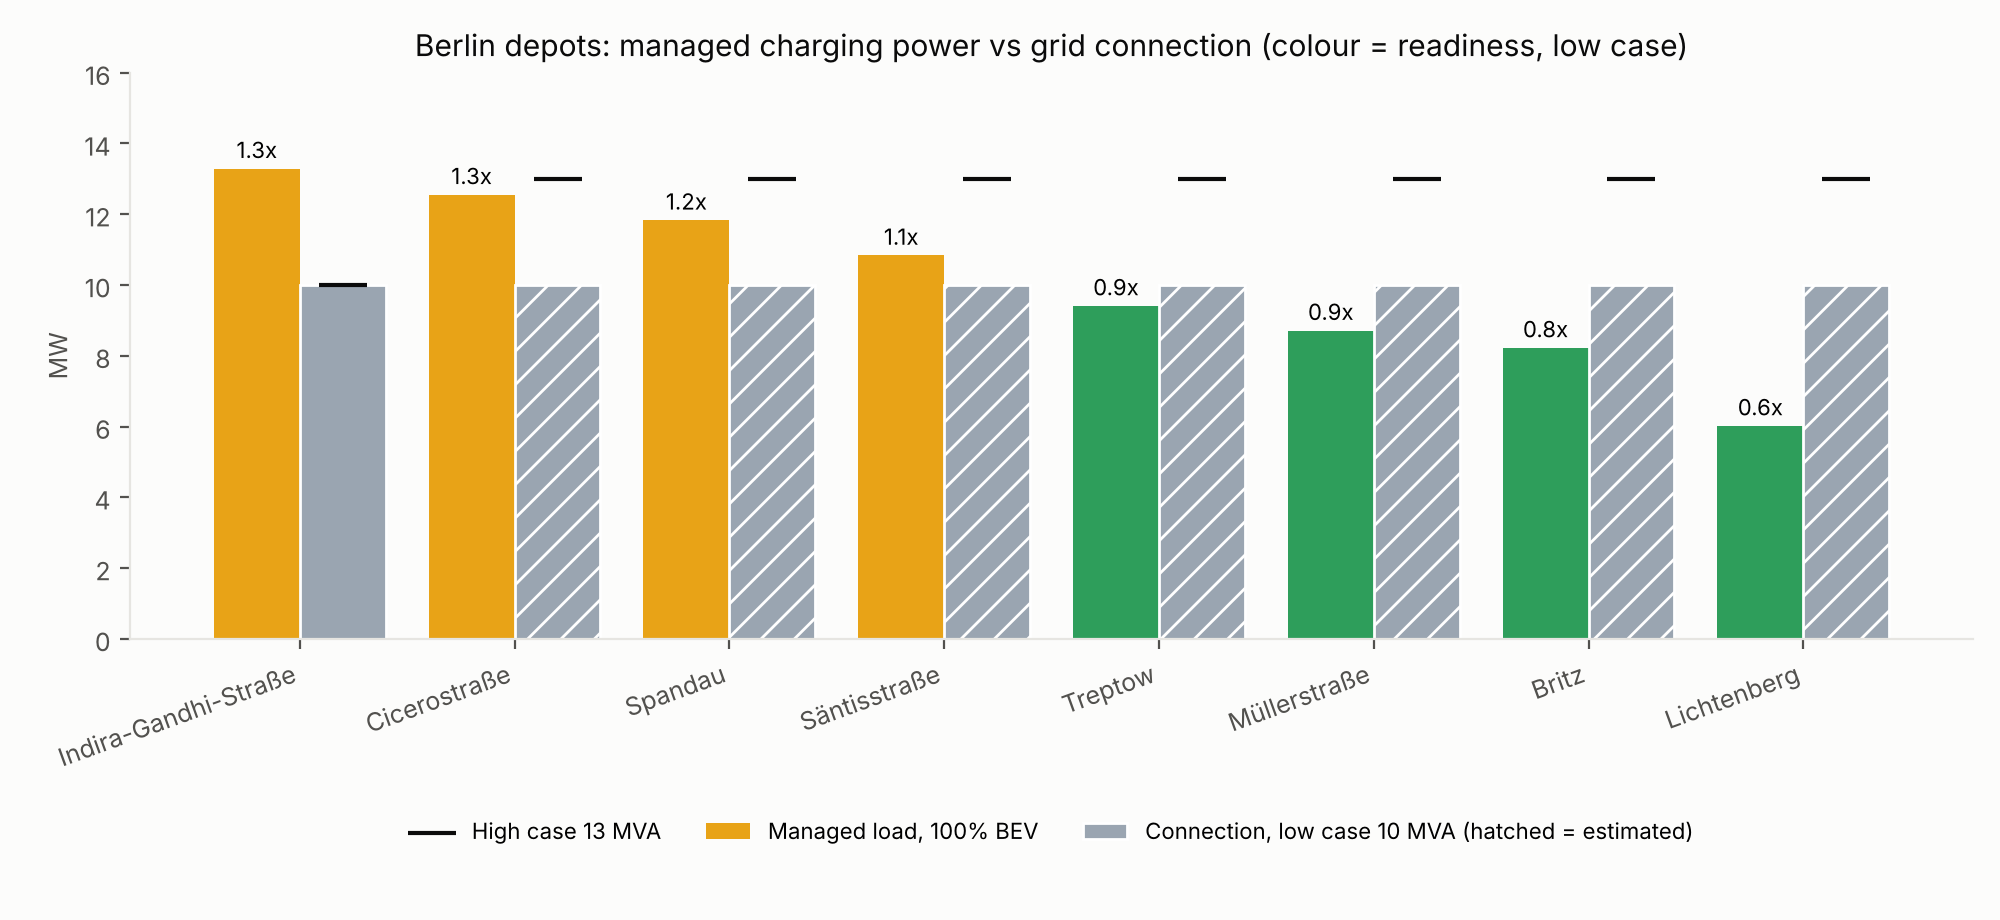 Berlin depots: managed charging power vs grid connection (colour = readiness, low case)
MW
16
14
12
10
8
6
4
2
0
1.3x
1.3x
1.2x
1.1x
0.9x
0.9x
0.8x
0.6x
Indira-Gandhi-Straße
Cicerostraße
Spandau
Säntisstraße
Treptow
Müllerstraße
Britz
Lichtenberg
High case 13 MVA
Managed load, 100% BEV
Connection, low case 10 MVA (hatched = estimated)